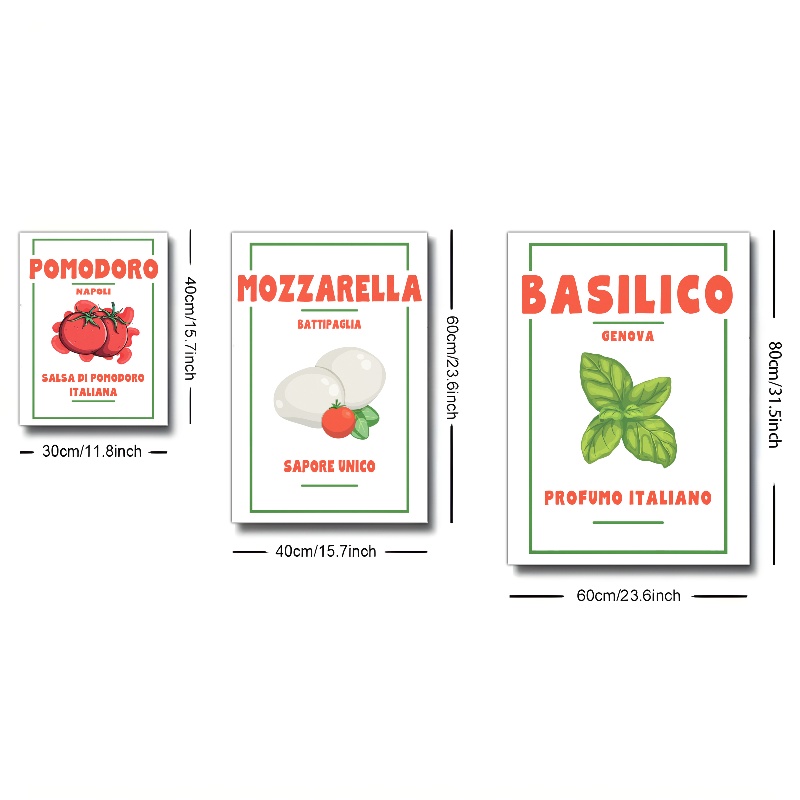 POMODORO
NAPOLI
SALSA DI POMODORO
ITALIANA
40cm/15.7inch
30cm/11.8inch
MOZZARELLA
BATTIPAGLIA
SAPORE UNICO
60cm/23.6inch
40cm/15.7inch
BASILICO
GENOVA
PROFUMO ITALIANO
80cm/31.5inch
60cm/23.6inch